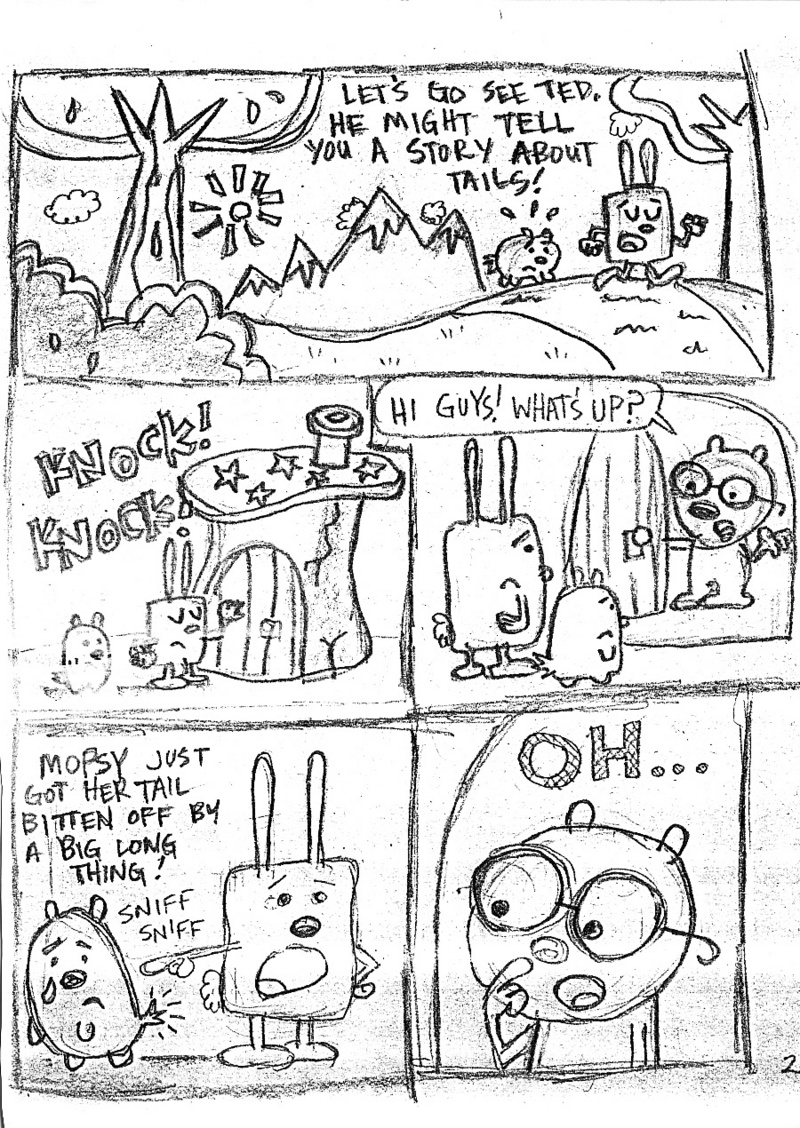 LET'S GO SEE TED.
HE MIGHT TELL
YOU A STORY ABOUT
TAILS!
KNOCK!
KNOCK!
HI GUYS! WHAT'S UP?
MOPSY JUST
GOT HER TAIL
BITTEN OFF BY
A BIG LONG
THING!
SNIFF
SNIFF
OH...
2